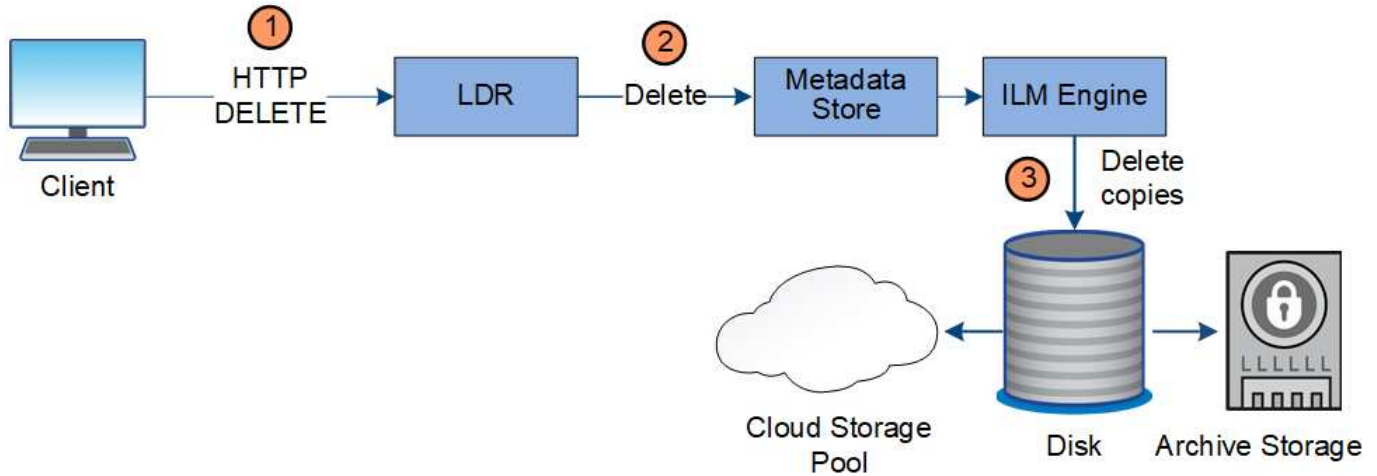 1
HTTP
DELETE
Client
LDR
2
Delete
Metadata
Store
ILM Engine
3
Delete
copies
Cloud Storage
Pool
Disk
LLLLLL
Archive Storage